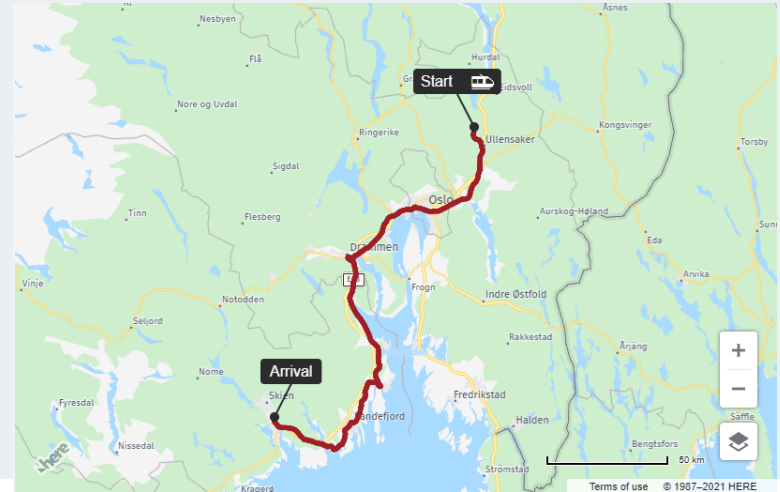 Nesbyen
Åsnes
Flå
Hurdal
Start
Eidsvoll
Nore og Uvdal
Ringerike
Ullensaker
Kongsvinger
Torsby
Sigdal
Oslo
Tinn
Flesberg
Aurskog-Høland
Drammen
Eda
Vinje
Frogn
Indre Østfold
Arvika
Notodden
Seljord
Rakkestad
Årjäng
Arrival
Nome
Skien
Fyresdal
Sandefjord
Fredrikstad
Halden
Säffle
Nissedal
Bengtsfors
50 km
here
Strömstad
Kragerø
Terms of use © 1987–2021 HERE